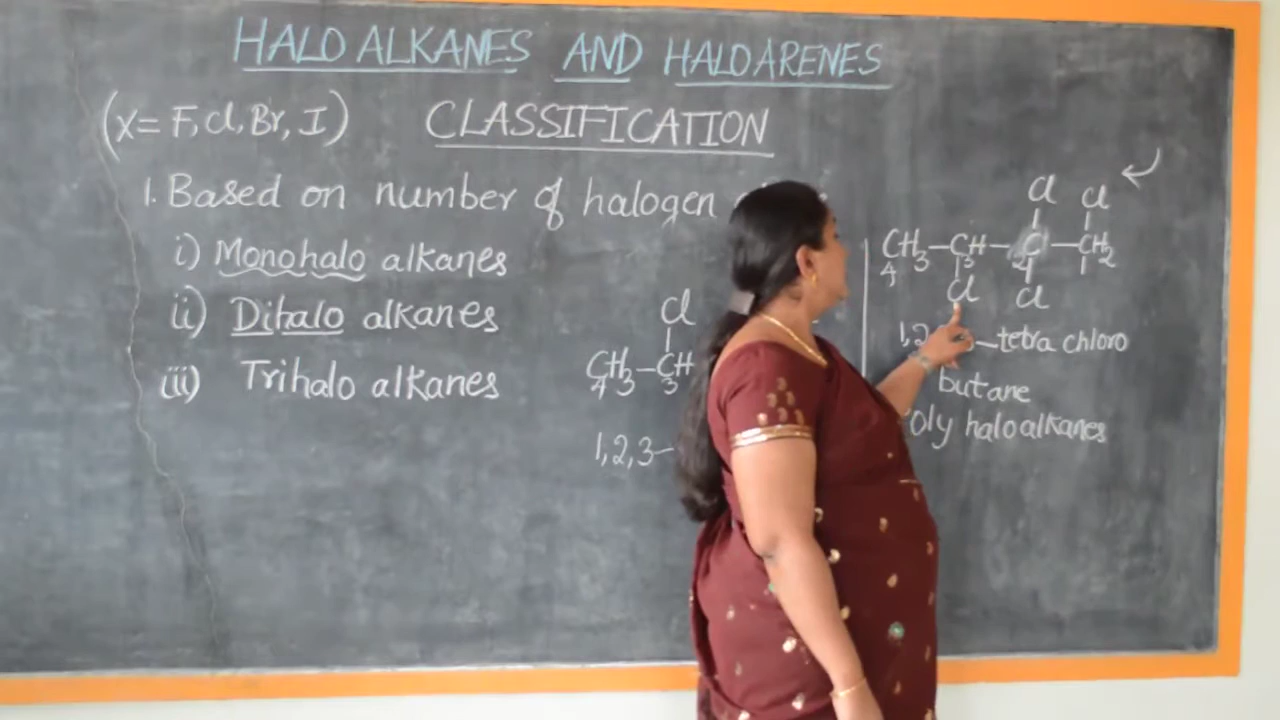 HALO ALKANES AND HALOARENES
(X= F, Cl, Br, I) CLASSIFICATION
1. Based on number of halogen
i) Monohalo alkanes
ii) Dihalo alkanes
iii) Trihalo alkanes
Cl
CH3–CH
4 3
1,2,3–
Cl Cl
CH3–CH–C–CH2
4 3 2 1
Cl Cl
1,2 –tetra chloro
butane
oly haloalkanes